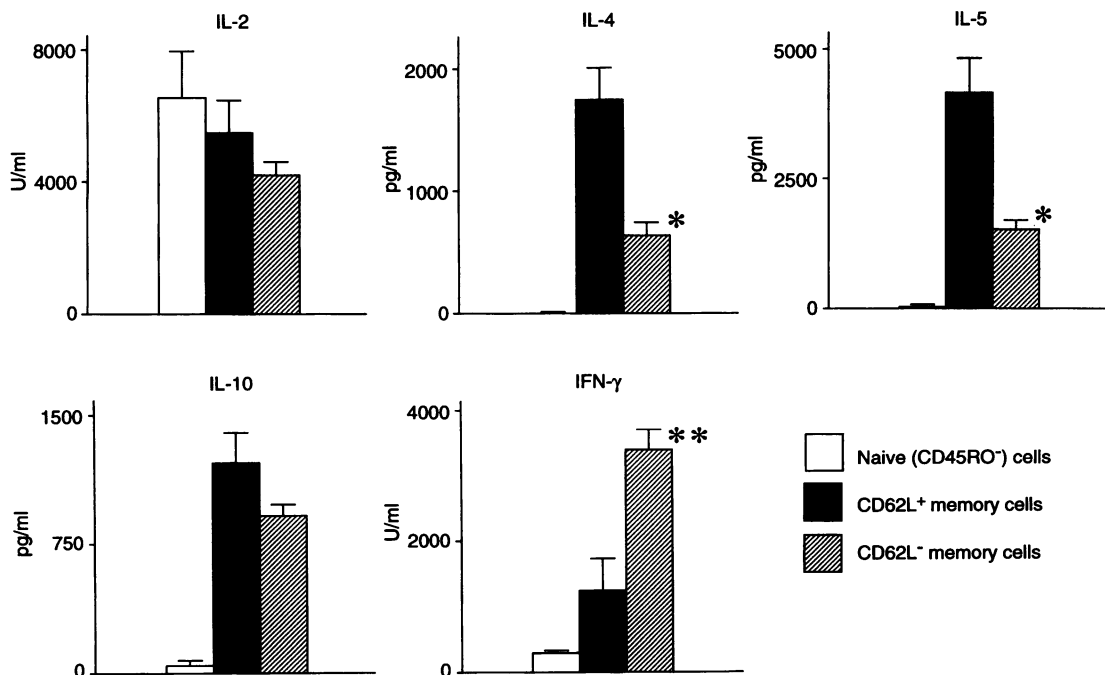 IL-2
8000
4000
0
U/ml
IL-4
2000
1000
0
pg/ml
*
IL-5
5000
2500
0
pg/ml
*
IL-10
1500
750
0
pg/ml
IFN-γ
4000
2000
0
U/ml
**
Naive (CD45RO⁻) cells
CD62L⁺ memory cells
CD62L⁻ memory cells